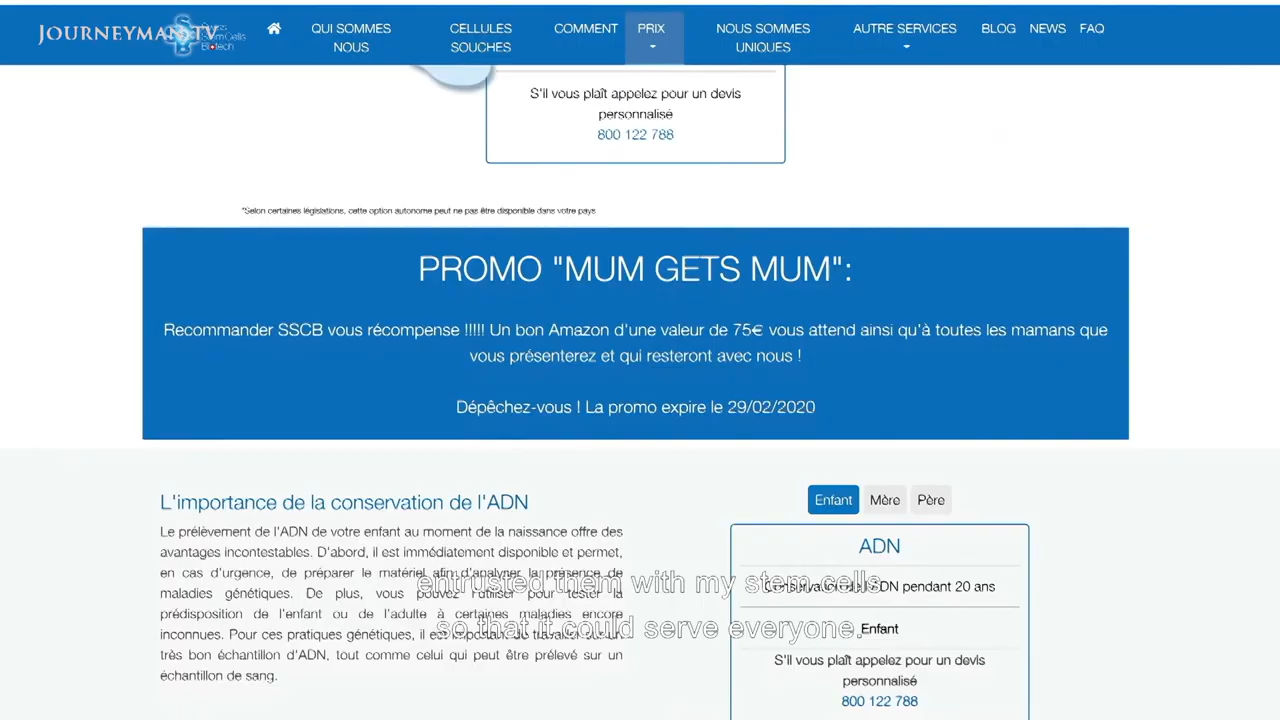 JOURNEYMAN.TV
Swiss
Stem Cells
Biotech
QUI SOMMES
NOUS
CELLULES
SOUCHES
COMMENT
PRIX
NOUS SOMMES
UNIQUES
AUTRE SERVICES
BLOG
NEWS
FAQ
S'il vous plaît appelez pour un devis
personnalisé
800 122 788
*Selon certaines législations, cette option autonome peut ne pas être disponible dans votre pays
PROMO "MUM GETS MUM":
Recommander SSCB vous récompense !!!!! Un bon Amazon d'une valeur de 75€ vous attend ainsi qu'à toutes les mamans que
vous présenterez et qui resteront avec nous !
Dépêchez-vous ! La promo expire le 29/02/2020
L'importance de la conservation de l'ADN
Le prélèvement de l'ADN de votre enfant au moment de la naissance offre des
avantages incontestables. D'abord, il est immédiatement disponible et permet,
en cas d'urgence, de préparer le matériel afin d'analyser la présence de
maladies génétiques. De plus, vous pouvez l'utiliser pour tester la
prédisposition de l'enfant ou de l'adulte à certaines maladies encore
inconnues. Pour ces pratiques génétiques, il est important de travailler sur un
très bon échantillon d'ADN, tout comme celui qui peut être prélevé sur un
échantillon de sang.
Enfant
Mère
Père
ADN
Conservation de l'ADN pendant 20 ans
Enfant
S'il vous plaît appelez pour un devis
personnalisé
800 122 788
entrusted them with my stem cells
so that it could serve everyone.